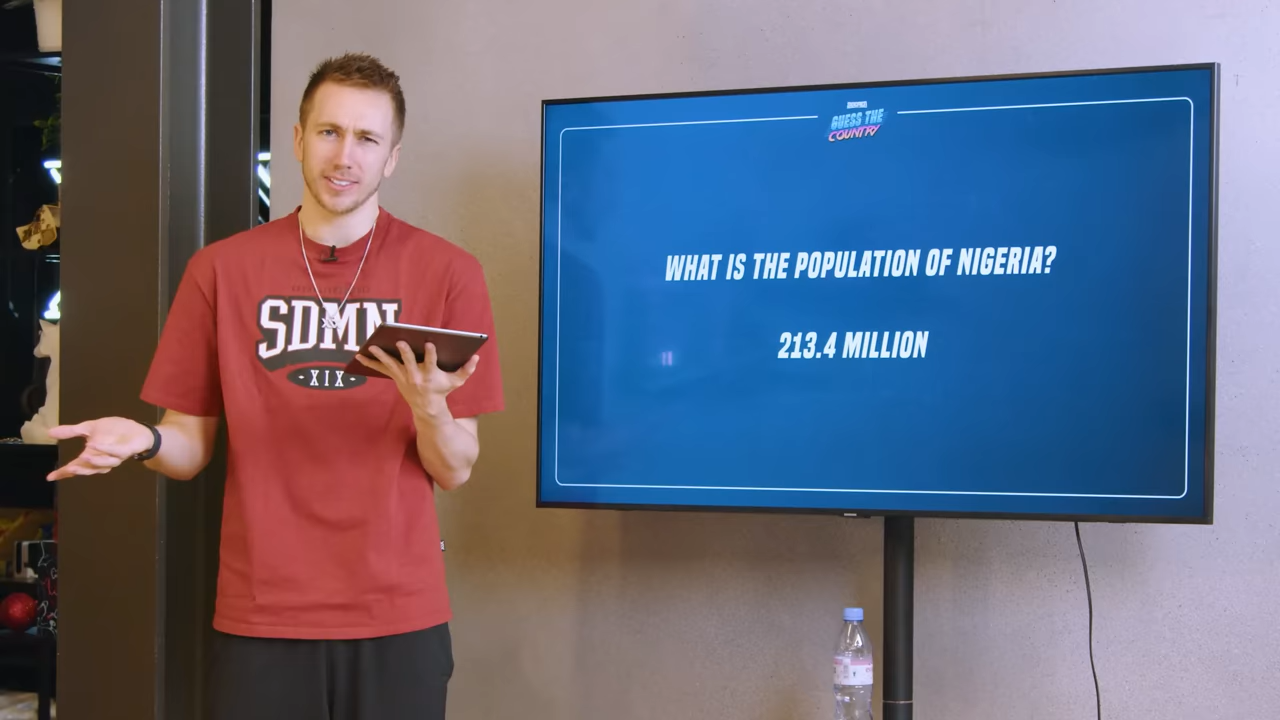 GUESS THE
COUNTRY
WHAT IS THE POPULATION OF NIGERIA?
213.4 MILLION
SDMN
- XIX -